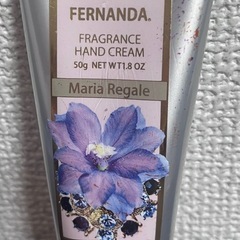 FERNANDA.
FRAGRANCE
HAND CREAM
50g NET WT1.8 OZ
Maria Regale